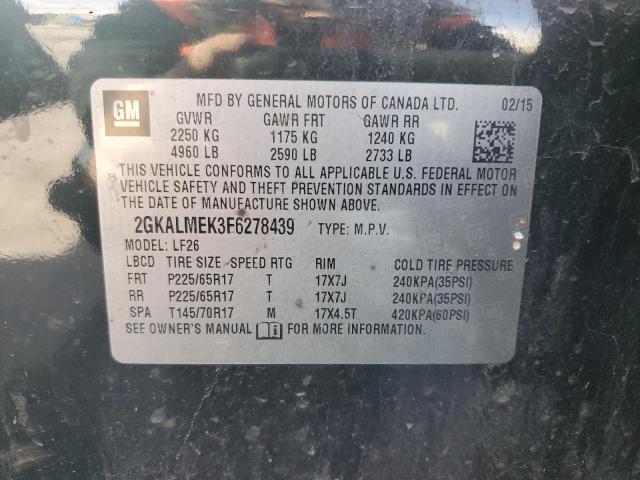 GM
MFD BY GENERAL MOTORS OF CANADA LTD. 02/15
GVWR GAWR FRT GAWR RR
2250 KG 1175 KG 1240 KG
4960 LB 2590 LB 2733 LB
THIS VEHICLE CONFORMS TO ALL APPLICABLE U.S. FEDERAL MOTOR
VEHICLE SAFETY AND THEFT PREVENTION STANDARDS IN EFFECT ON
THE DATE OF MANUFACTURE SHOWN ABOVE.
2GKALMEK3F6278439 TYPE: M.P.V.
MODEL: LF26
LBCD TIRE SIZE SPEED RTG RIM COLD TIRE PRESSURE
FRT P225/65R17 T 17X7J 240KPA(35PSI)
RR P225/65R17 T 17X7J 240KPA(35PSI)
SPA T145/70R17 M 17X4.5T 420KPA(60PSI)
SEE OWNER'S MANUAL FOR MORE INFORMATION.